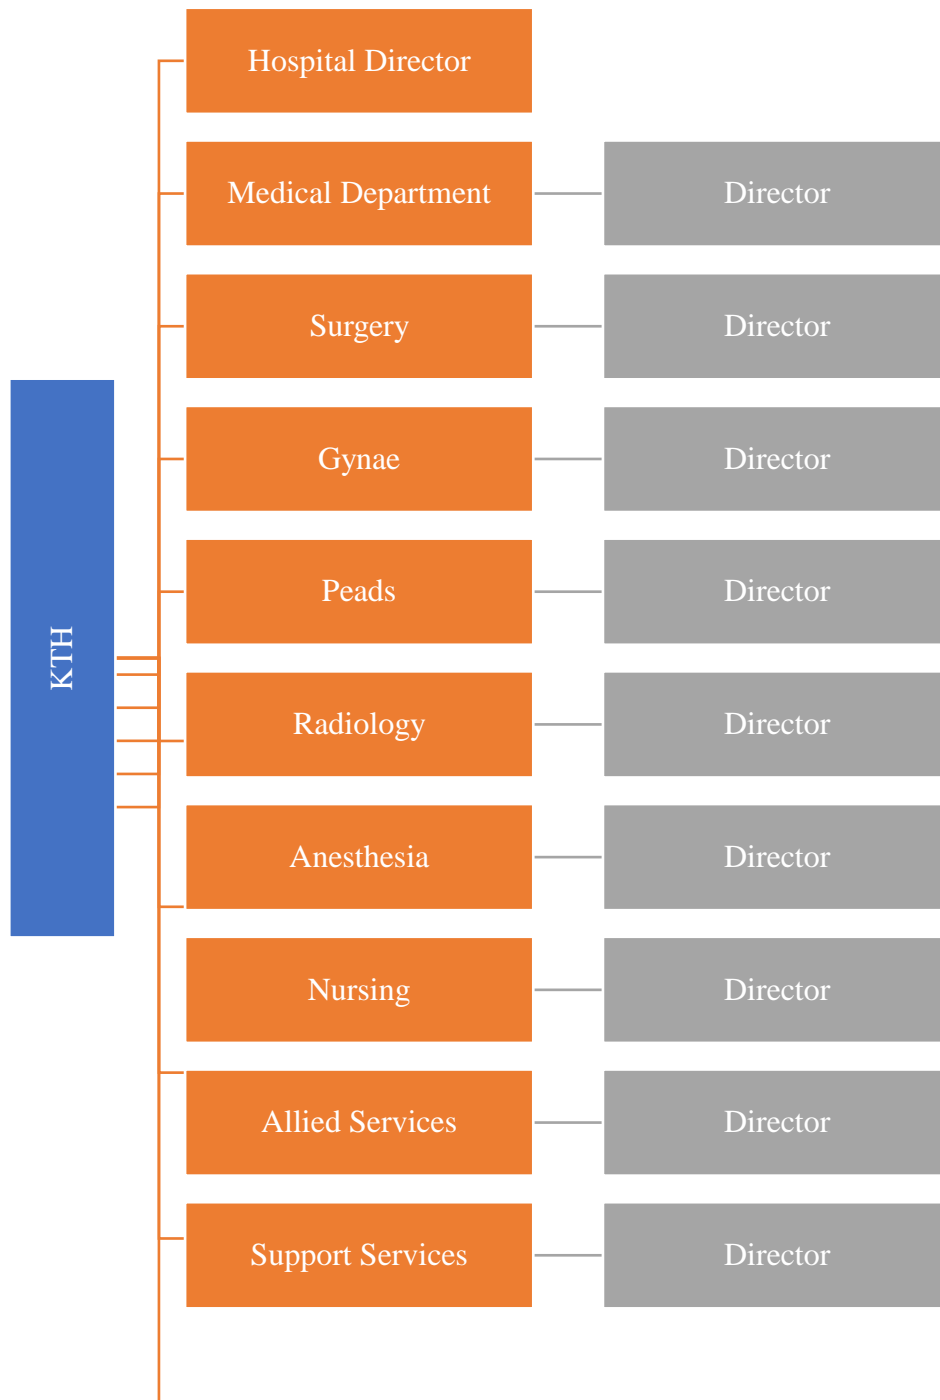 Hospital Director
Medical Department
Director
Surgery
Director
Gynae
Director
Peads
Director
KTH
Radiology
Director
Anesthesia
Director
Nursing
Director
Allied Services
Director
Support Services
Director